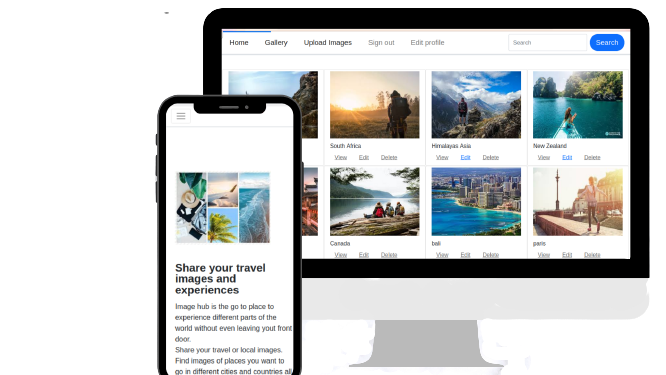 Home Gallery Upload Images Sign out Edit profile Search Search
South Africa Himalayas Asia New Zealand
View Edit Delete View Edit Delete View Edit Delete
Canada bali paris
View Edit Delete View Edit Delete View Edit Delete
Share your travel
images and
experiences
Image hub is the go to place to
experience different parts of the
world without even leaving yout front
door.
Share your travel or local images.
Find images of places you want to
go in different cities and countries all